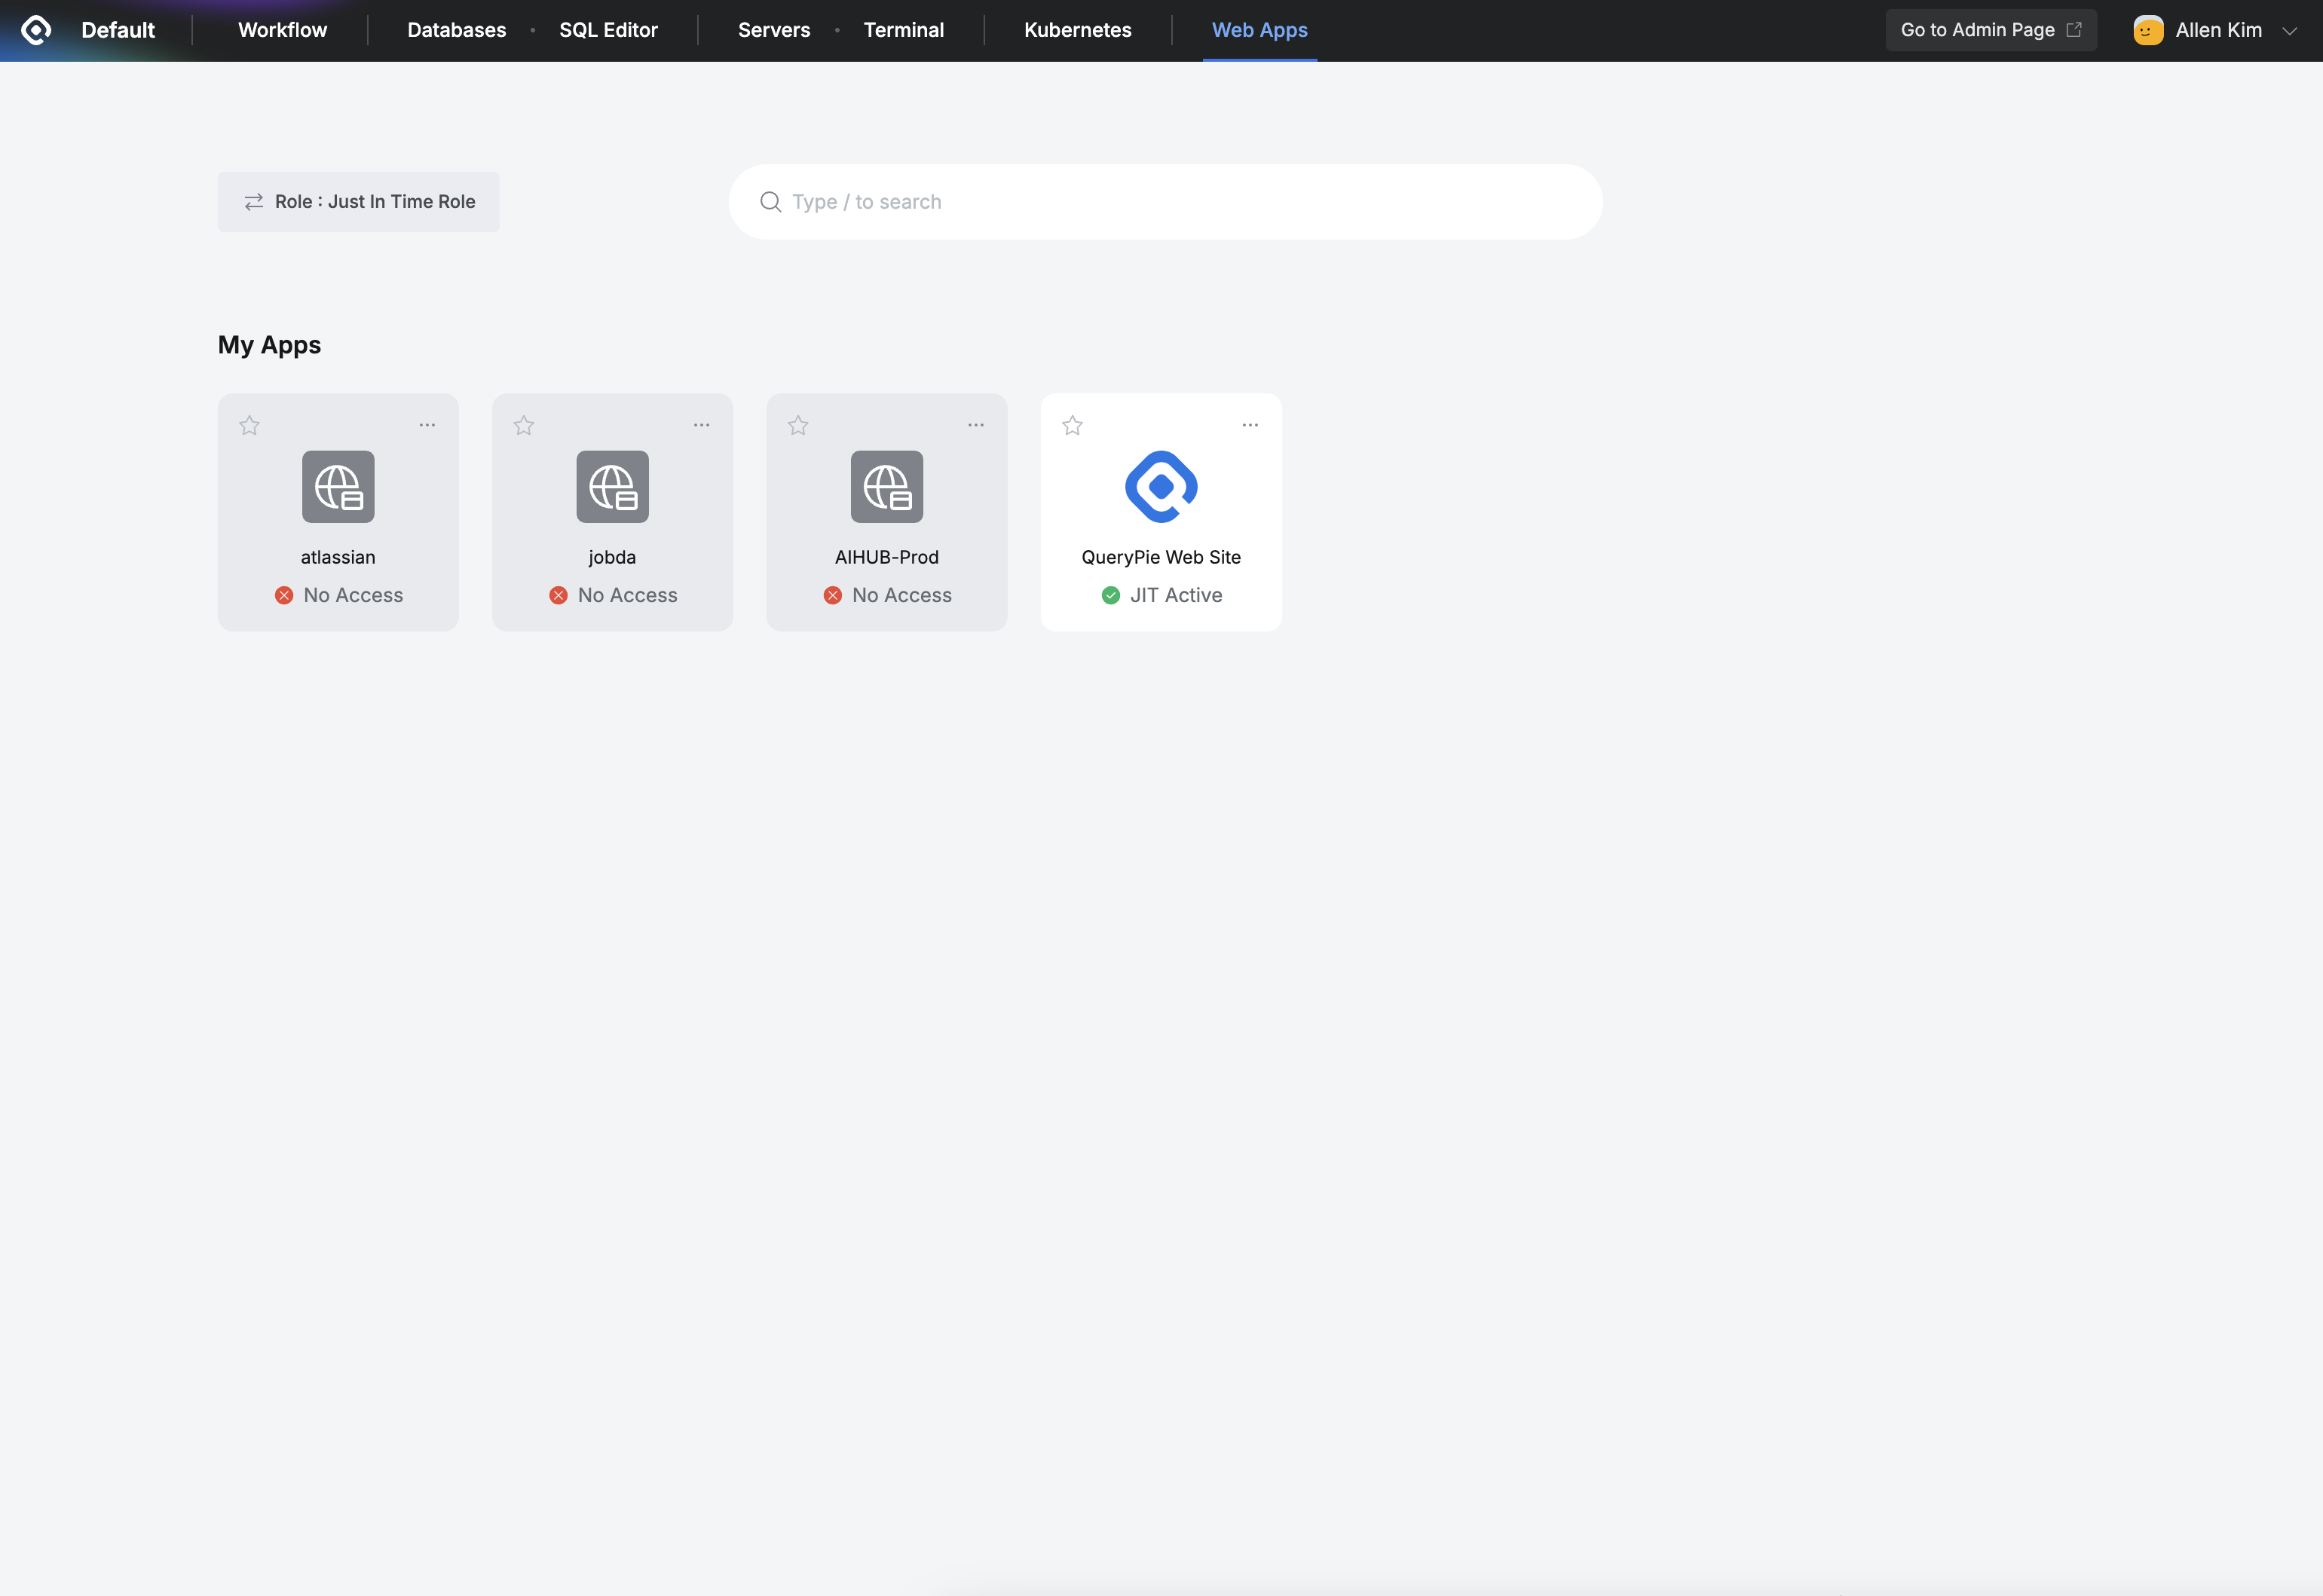 Default
Workflow
Databases
SQL Editor
Servers
Terminal
Kubernetes
Web Apps
Go to Admin Page
Allen Kim
Role : Just In Time Role
Type / to search
My Apps
atlassian
No Access
jobda
No Access
AIHUB-Prod
No Access
QueryPie Web Site
JIT Active